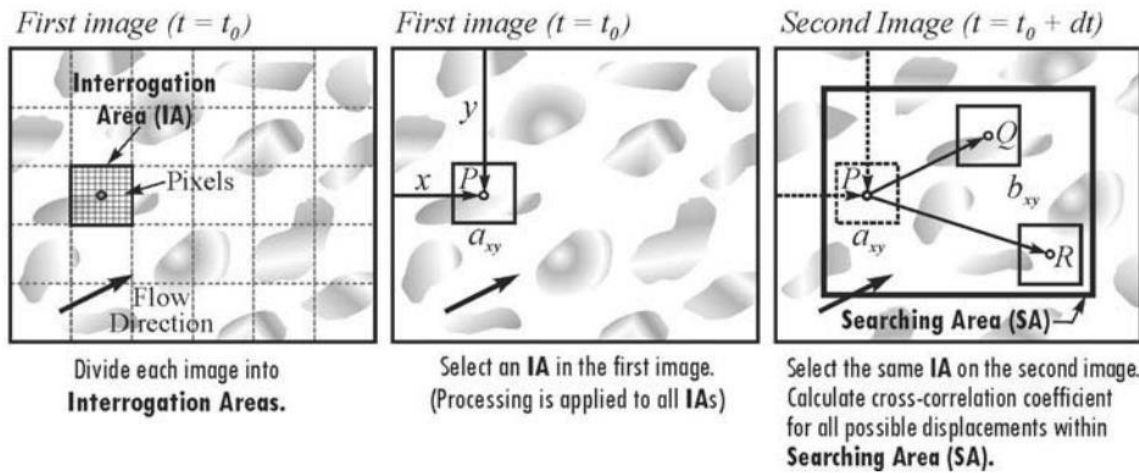 First image (t = t₀)
Interrogation
Area (IA)
Pixels
Flow
Direction
Divide each image into
Interrogation Areas.
First image (t = t₀)
y
x
P
aₓᵧ
Select an IA in the first image.
(Processing is applied to all IAs)
Second Image (t = t₀ + dt)
Q
P
bₓᵧ
aₓᵧ
R
Searching Area (SA)
Select the same IA on the second image.
Calculate cross-correlation coefficient
for all possible displacements within
Searching Area (SA).